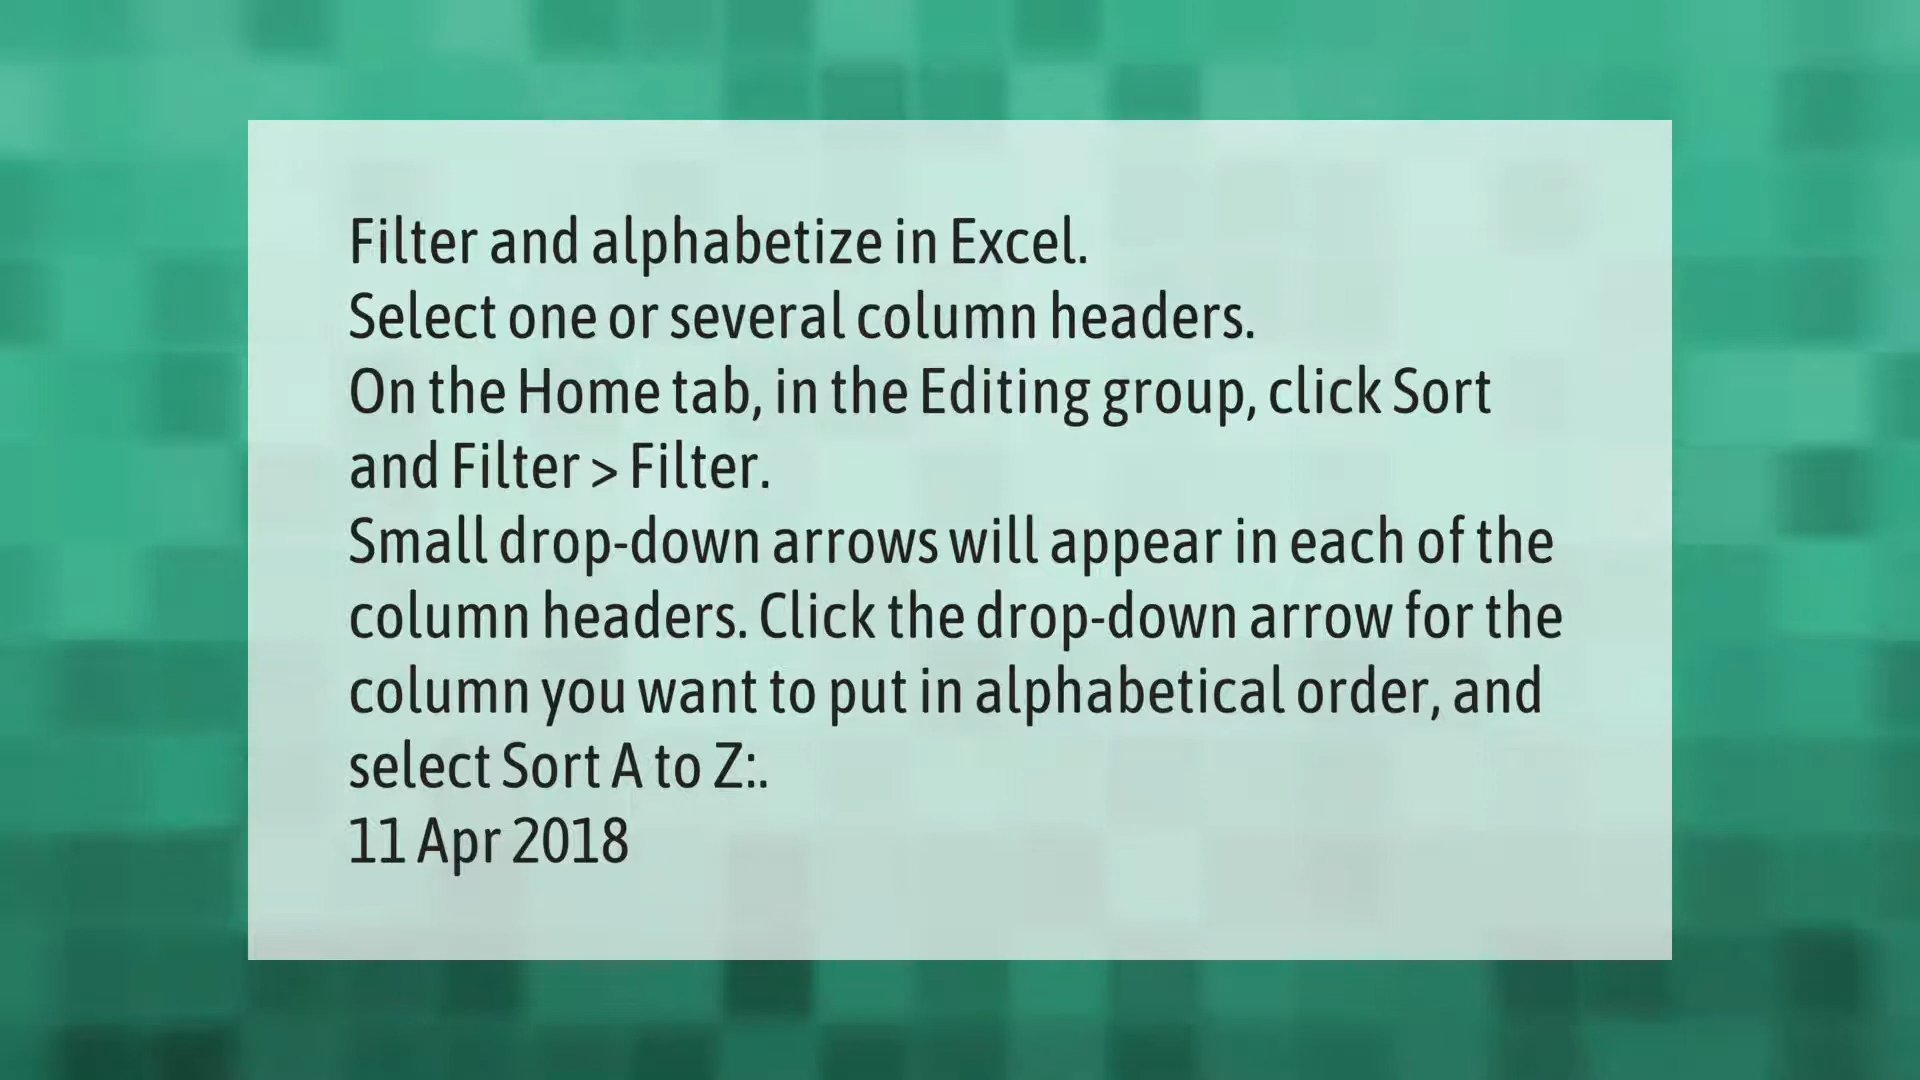 Filter and alphabetize in Excel.
Select one or several column headers.
On the Home tab, in the Editing group, click Sort
and Filter > Filter.
Small drop-down arrows will appear in each of the
column headers. Click the drop-down arrow for the
column you want to put in alphabetical order, and
select Sort A to Z:.
11 Apr 2018